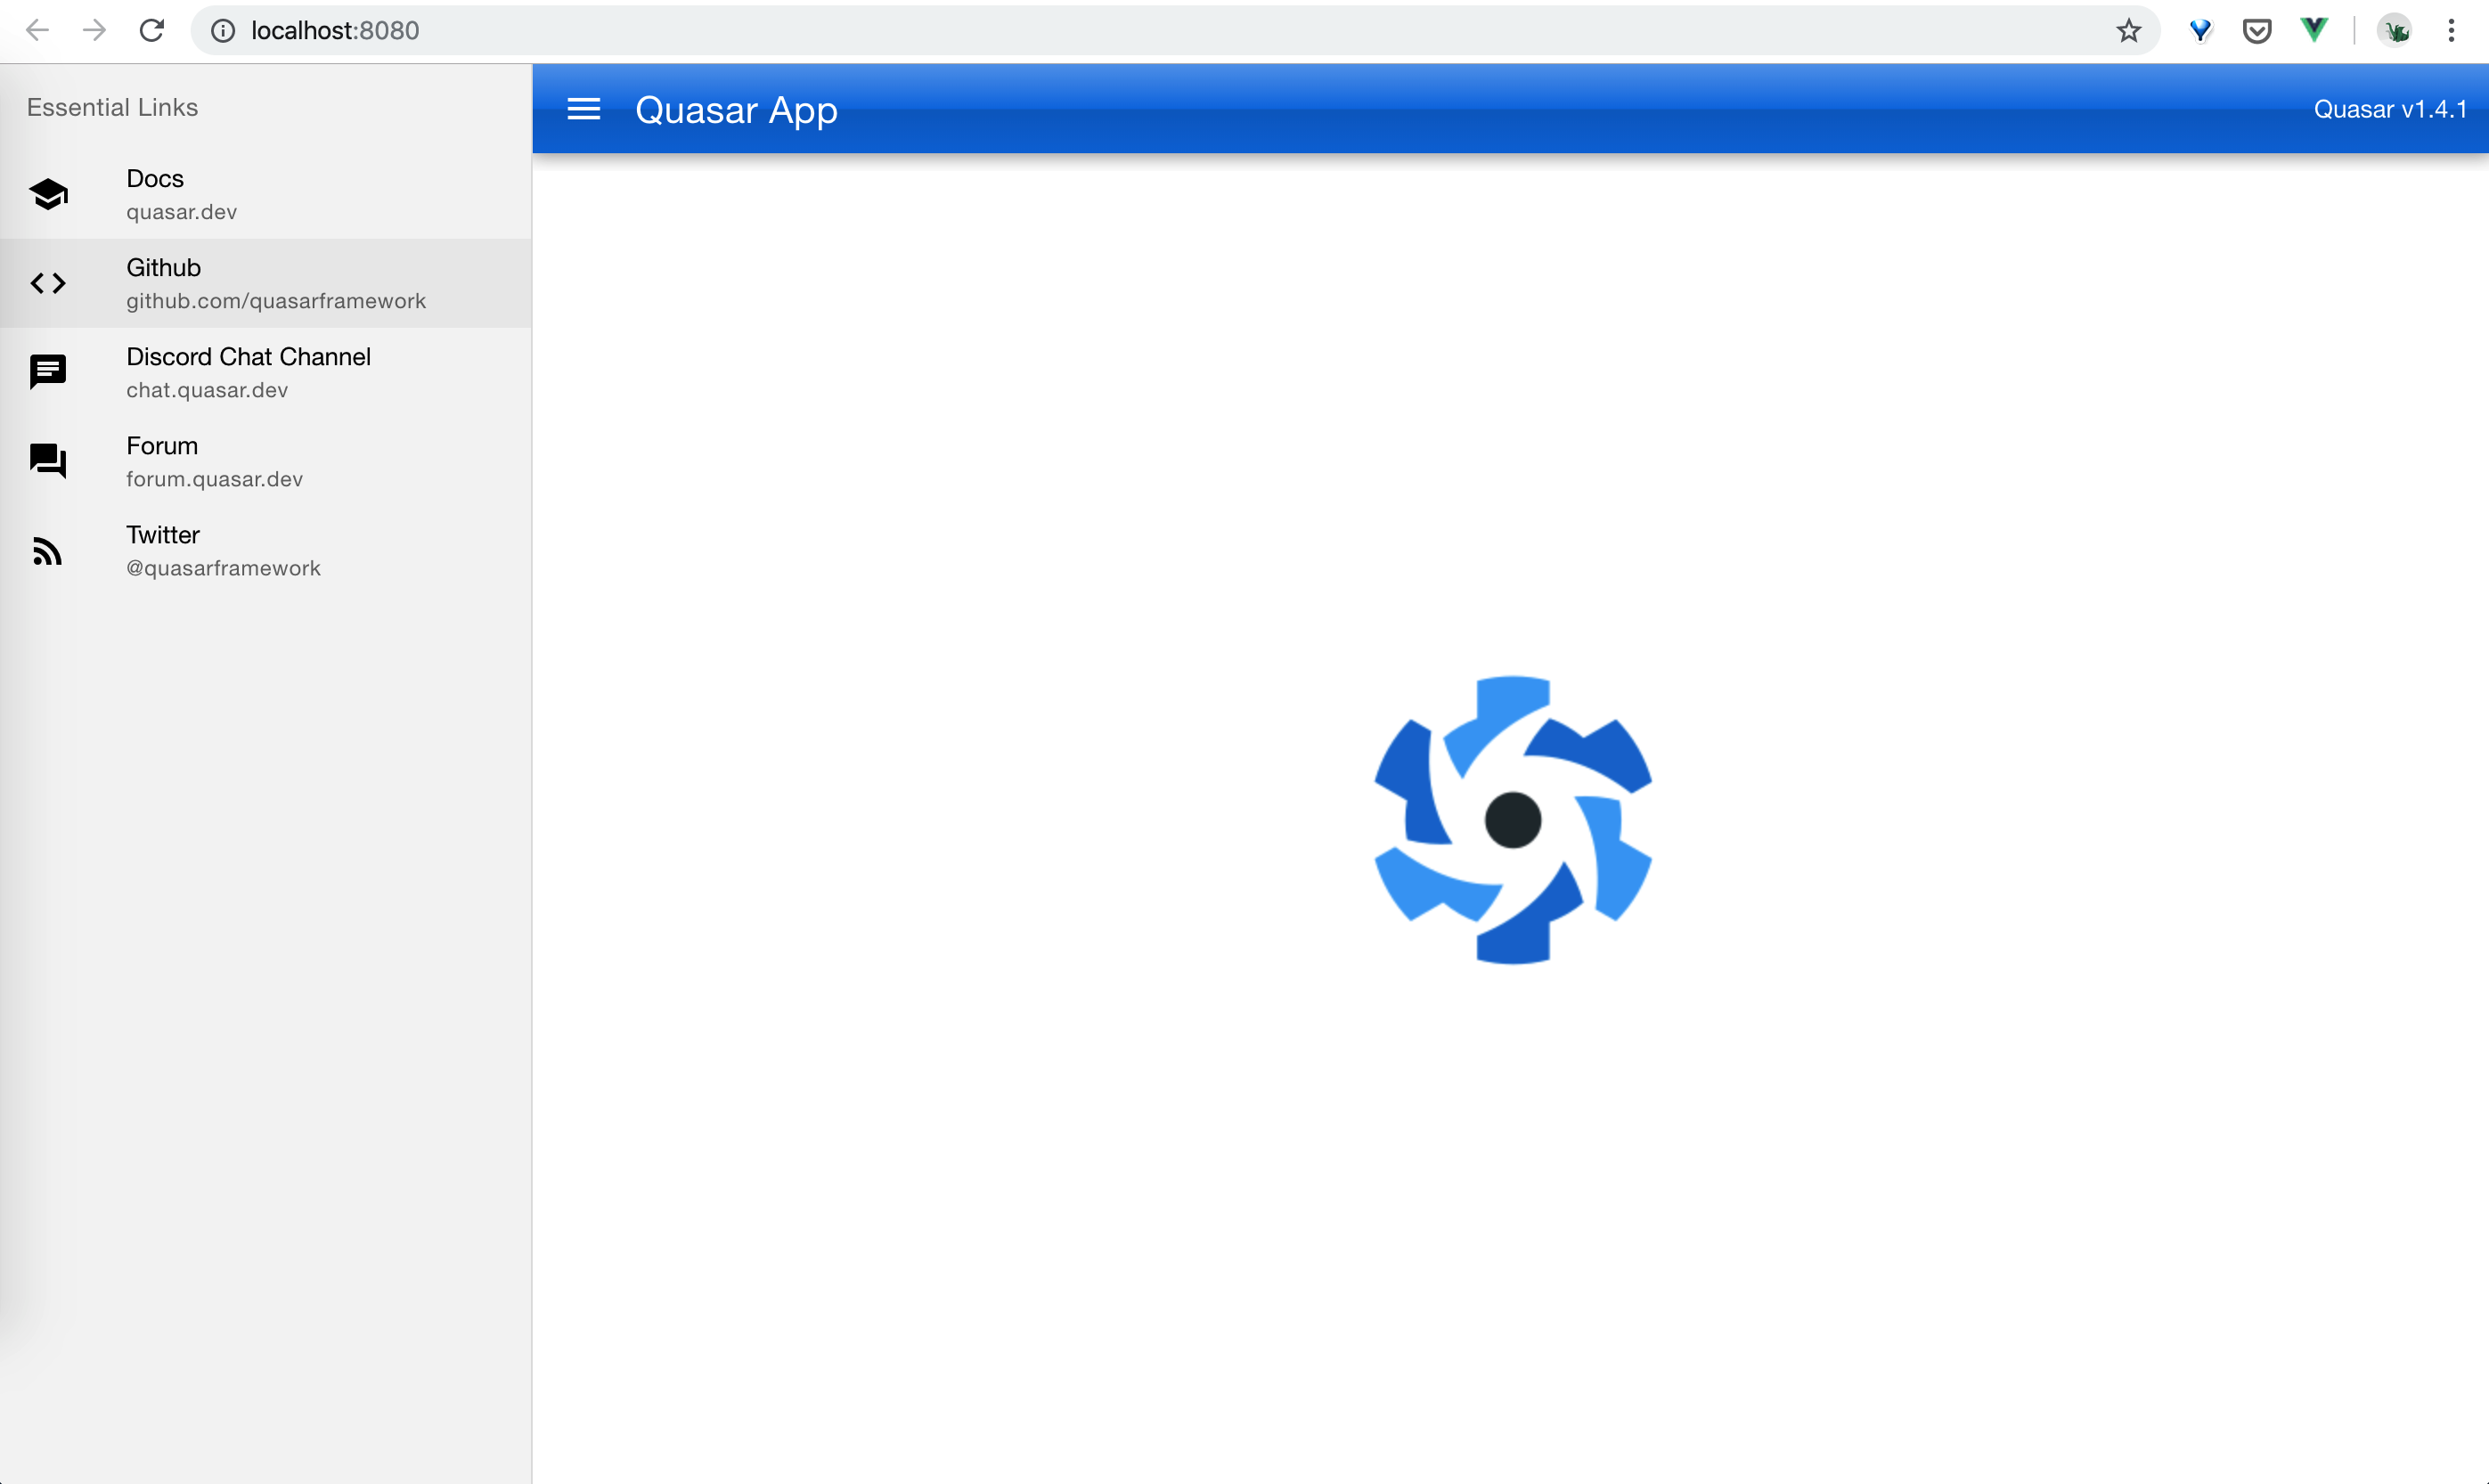 localhost:8080
Essential Links
Quasar App
Quasar v1.4.1
Docs
quasar.dev
Github
github.com/quasarframework
Discord Chat Channel
chat.quasar.dev
Forum
forum.quasar.dev
Twitter
@quasarframework